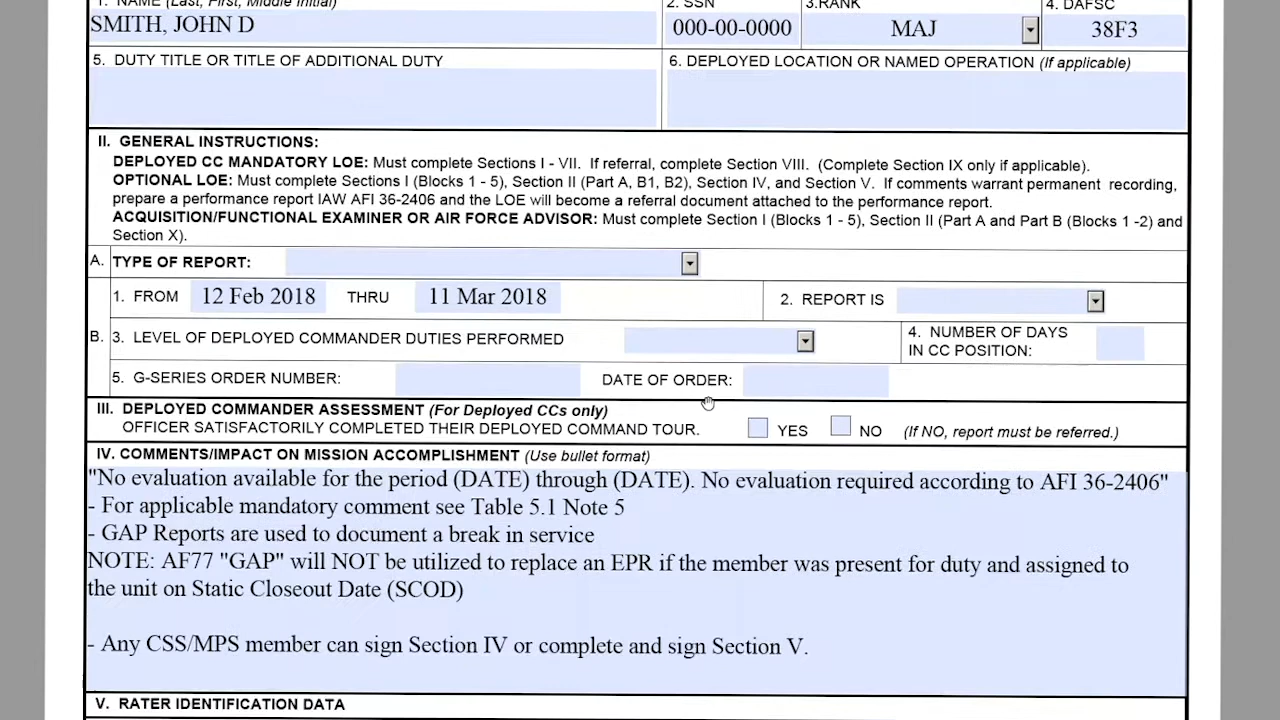 1. NAME (Last, First, Middle Initial)
2. SSN
3.RANK
4. DAFSC
SMITH, JOHN D
000-00-0000
MAJ
38F3
5. DUTY TITLE OR TITLE OF ADDITIONAL DUTY
6. DEPLOYED LOCATION OR NAMED OPERATION (If applicable)
II. GENERAL INSTRUCTIONS:
DEPLOYED CC MANDATORY LOE: Must complete Sections I - VII. If referral, complete Section VIII. (Complete Section IX only if applicable).
OPTIONAL LOE: Must complete Sections I (Blocks 1 - 5), Section II (Part A, B1, B2), Section IV, and Section V. If comments warrant permanent recording,
prepare a performance report IAW AFI 36-2406 and the LOE will become a referral document attached to the performance report.
ACQUISITION/FUNCTIONAL EXAMINER OR AIR FORCE ADVISOR: Must complete Section I (Blocks 1 - 5), Section II (Part A and Part B (Blocks 1 -2) and
Section X).
A. TYPE OF REPORT:
1. FROM 12 Feb 2018 THRU 11 Mar 2018
2. REPORT IS
B. 3. LEVEL OF DEPLOYED COMMANDER DUTIES PERFORMED
4. NUMBER OF DAYS
IN CC POSITION:
5. G-SERIES ORDER NUMBER:
DATE OF ORDER:
III. DEPLOYED COMMANDER ASSESSMENT (For Deployed CCs only)
OFFICER SATISFACTORILY COMPLETED THEIR DEPLOYED COMMAND TOUR. YES NO (If NO, report must be referred.)
IV. COMMENTS/IMPACT ON MISSION ACCOMPLISHMENT (Use bullet format)
"No evaluation available for the period (DATE) through (DATE). No evaluation required according to AFI 36-2406"
- For applicable mandatory comment see Table 5.1 Note 5
- GAP Reports are used to document a break in service
NOTE: AF77 "GAP" will NOT be utilized to replace an EPR if the member was present for duty and assigned to
the unit on Static Closeout Date (SCOD)
- Any CSS/MPS member can sign Section IV or complete and sign Section V.
V. RATER IDENTIFICATION DATA